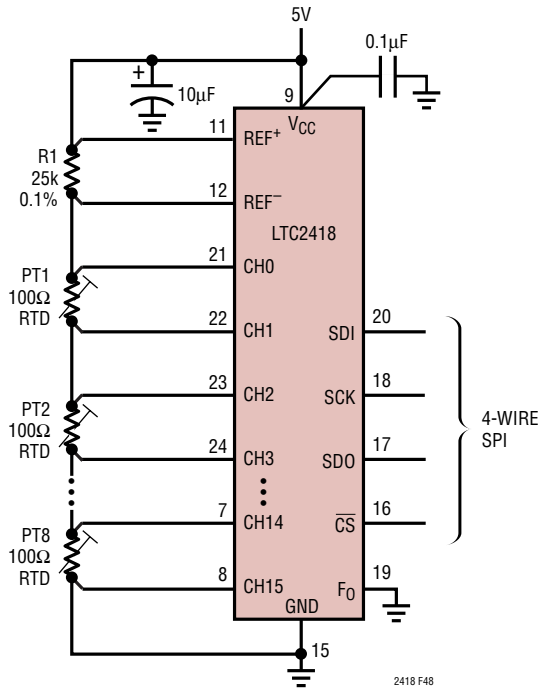 5V
0.1μF
+
10μF
9
VCC
11
REF+
R1
25k
0.1%
12
REF−
LTC2418
21
CH0
PT1
100Ω
RTD
22
CH1
20
SDI
23
CH2
18
SCK
PT2
100Ω
RTD
4-WIRE
SPI
24
CH3
17
SDO
7
CH14
16
CS
PT8
100Ω
RTD
8
CH15
19
FO
GND
15
2418 F48